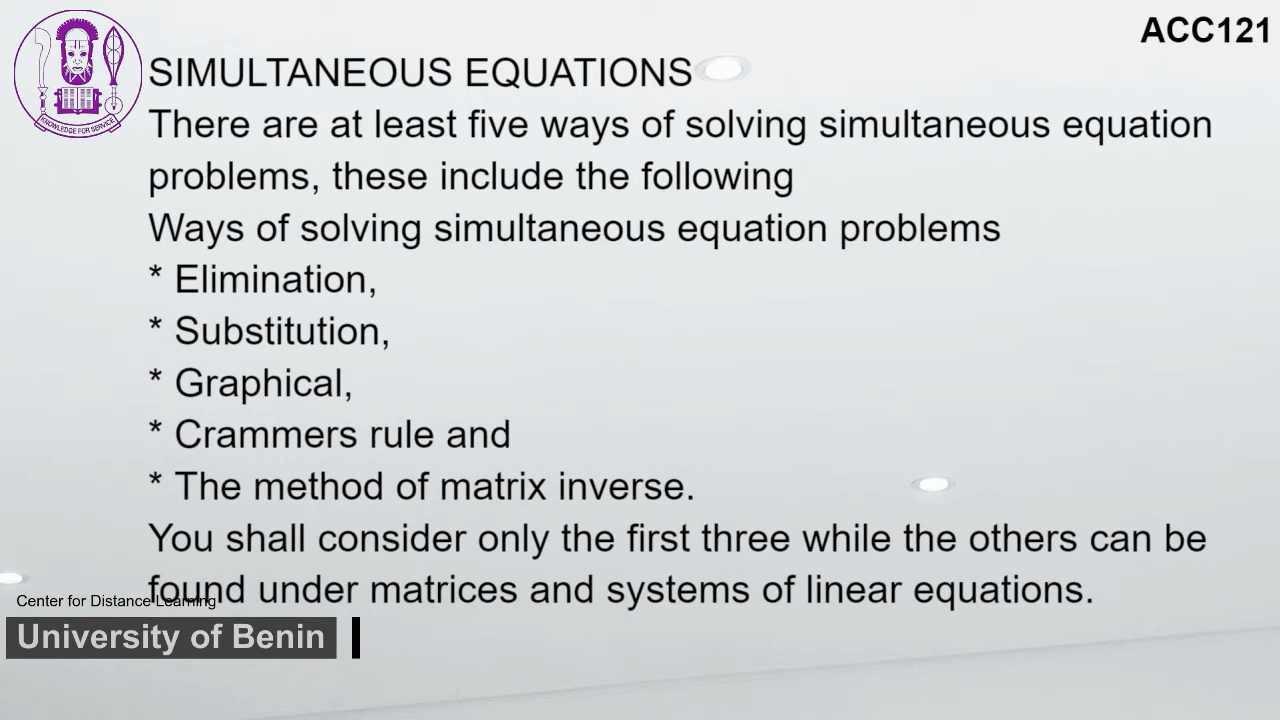 ACC121
SIMULTANEOUS EQUATIONS
There are at least five ways of solving simultaneous equation
problems, these include the following
Ways of solving simultaneous equation problems
* Elimination,
* Substitution,
* Graphical,
* Crammers rule and
* The method of matrix inverse.
You shall consider only the first three while the others can be
found under matrices and systems of linear equations.
Center for Distance Learning
University of Benin
KNOWLEDGE FOR SERVICE